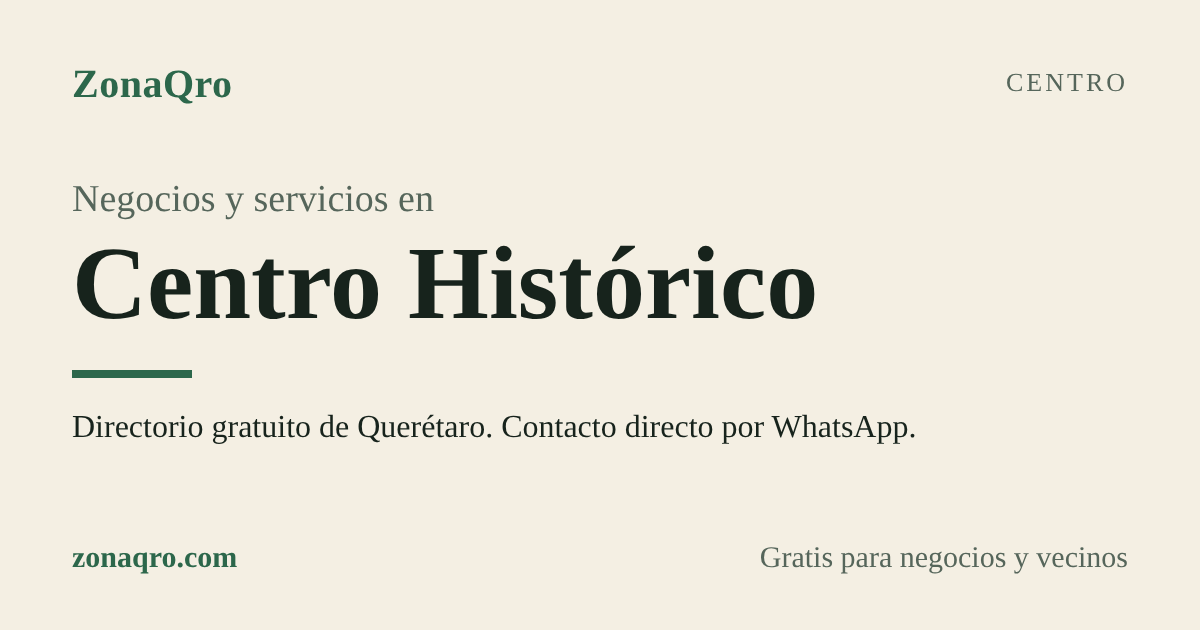 ZonaQro
CENTRO
Negocios y servicios en
Centro Histórico
Directorio gratuito de Querétaro. Contacto directo por WhatsApp.
zonaqro.com
Gratis para negocios y vecinos